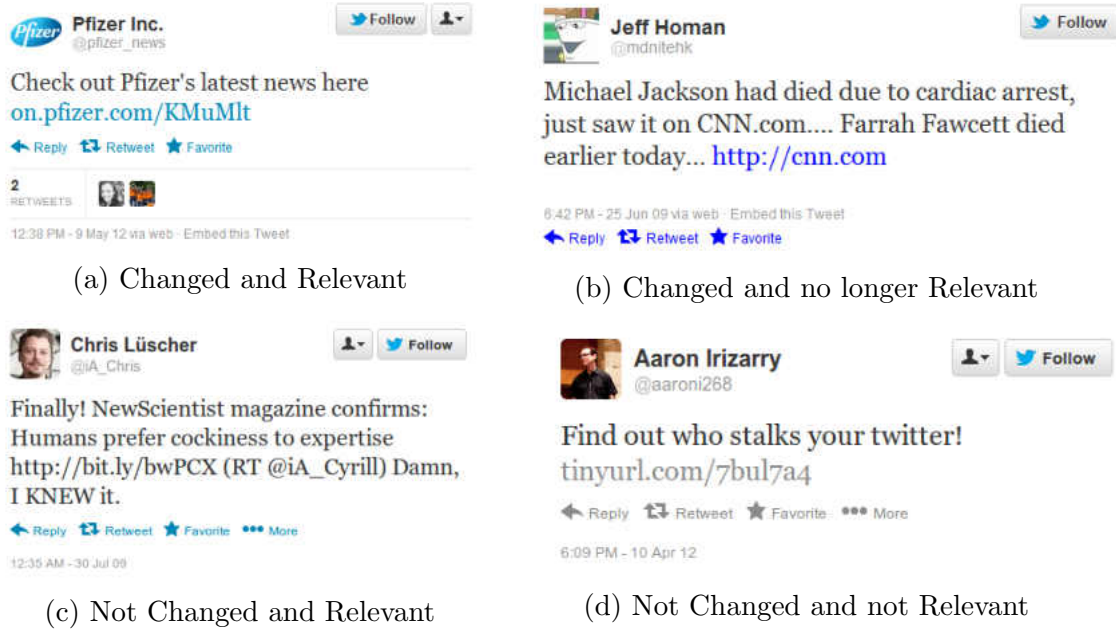 Pfizer
Pfizer Inc.
@pfizer_news
Follow
Check out Pfizer's latest news here
on.pfizer.com/KMuMlt
Reply Retweet Favorite
2
RETWEETS
12:38 PM - 9 May 12 via web · Embed this Tweet
(a) Changed and Relevant
Jeff Homan
@mdnitehk
Follow
Michael Jackson had died due to cardiac arrest,
just saw it on CNN.com.... Farrah Fawcett died
earlier today... http://cnn.com
6:42 PM - 25 Jun 09 via web · Embed this Tweet
Reply Retweet Favorite
(b) Changed and no longer Relevant
Chris Lüscher
@iA_Chris
Follow
Finally! NewScientist magazine confirms:
Humans prefer cockiness to expertise
http://bit.ly/bwPCX (RT @iA_Cyrill) Damn,
I KNEW it.
Reply Retweet Favorite More
12:35 AM - 30 Jul 09
(c) Not Changed and Relevant
Aaron Irizarry
@aaroni268
Follow
Find out who stalks your twitter!
tinyurl.com/7bul7a4
Reply Retweet Favorite More
6:09 PM - 10 Apr 12
(d) Not Changed and not Relevant